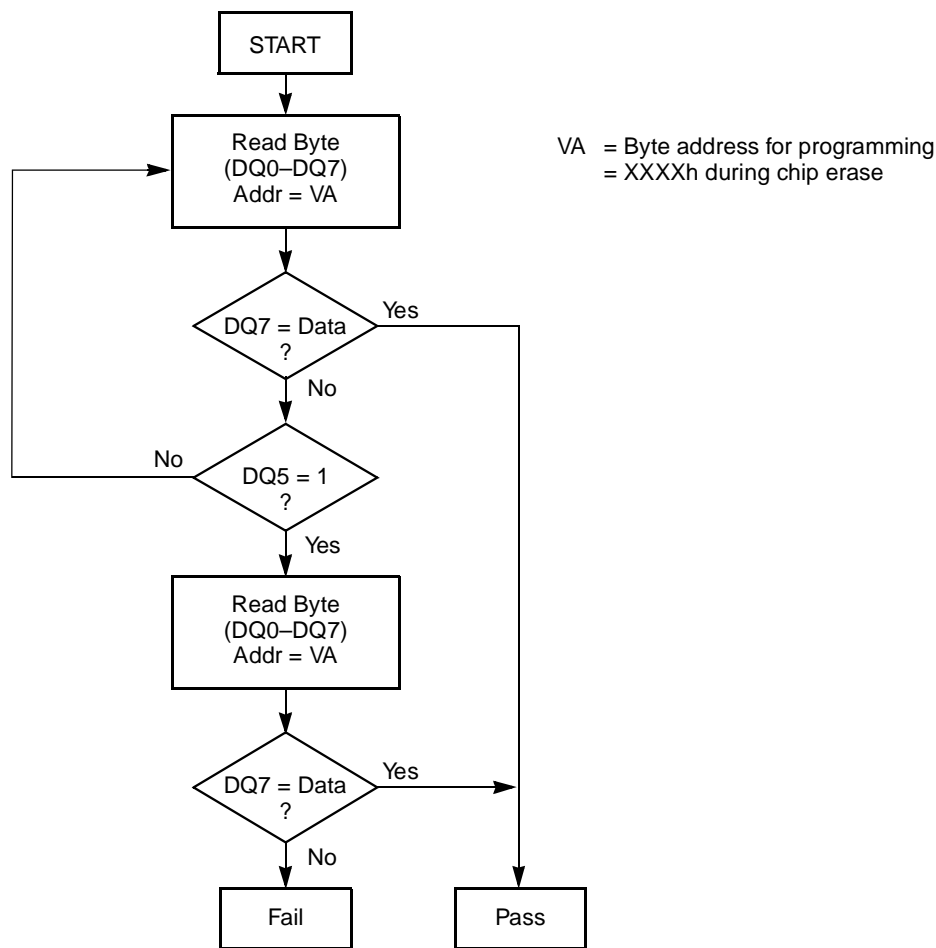 START
Read Byte
(DQ0–DQ7)
Addr = VA
VA = Byte address for programming
= XXXXh during chip erase
DQ7 = Data
?
Yes
No
DQ5 = 1
?
No
Yes
Read Byte
(DQ0–DQ7)
Addr = VA
DQ7 = Data
?
Yes
No
Fail
Pass